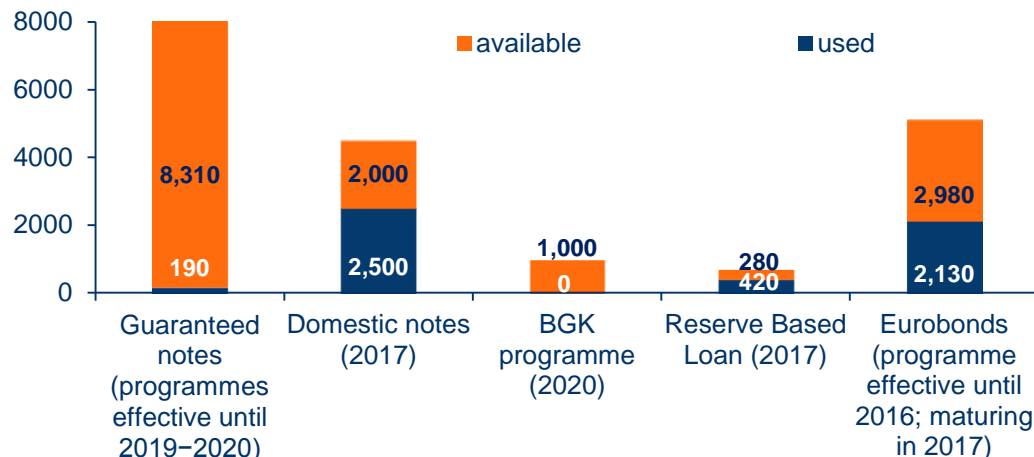 8000
6000
4000
2000
0
available
used
8,310
190
2,000
2,500
1,000
0
280
420
2,980
2,130
Guaranteed
notes
(programmes
effective until
2019−2020)
Domestic notes
(2017)
BGK
programme
(2020)
Reserve Based
Loan (2017)
Eurobonds
(programme
effective until
2016; maturing
in 2017)